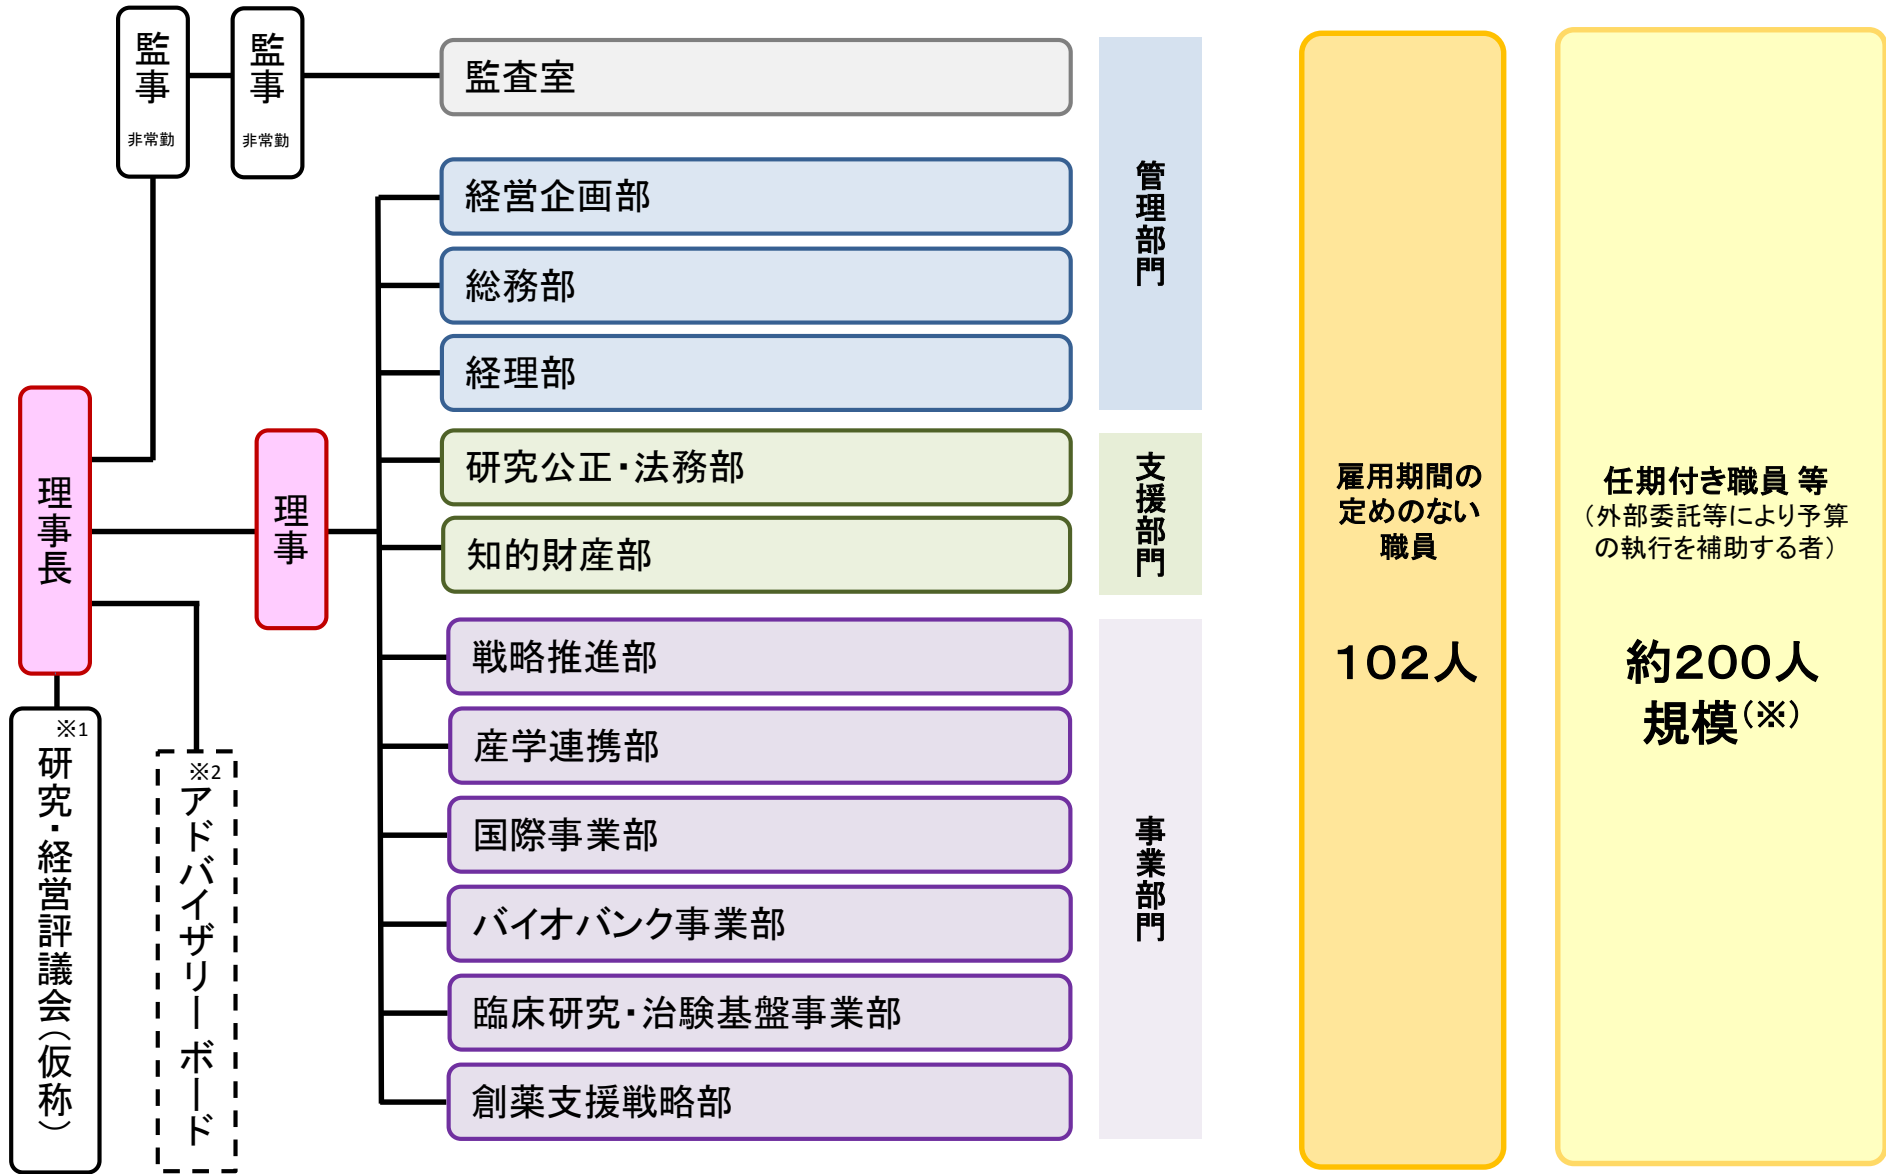 監事
非常勤
監事
非常勤
監査室
経営企画部
総務部
経理部
管理部門
理事長
理事
研究公正・法務部
知的財産部
支援部門
戦略推進部
産学連携部
国際事業部
バイオバンク事業部
臨床研究・治験基盤事業部
創薬支援戦略部
事業部門
※1
研究・経営評議会（仮称）
※2
アドバイザリーボード
雇用期間の
定めのない
職員
102人
任期付き職員 等
（外部委託等により予算
の執行を補助する者）
約200人
規模（※）